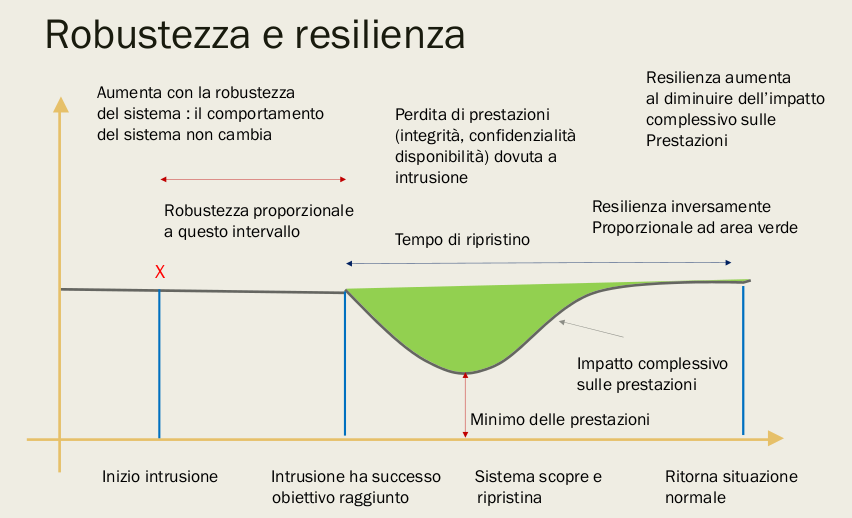 Robustezza e resilienza
Aumenta con la robustezza
del sistema : il comportamento
del sistema non cambia
Perdita di prestazioni
(integrità, confidenzialità
disponibilità) dovuta a
intrusione
Resilienza aumenta
al diminuire dell'impatto
complessivo sulle
Prestazioni
Robustezza proporzionale
a questo intervallo
Tempo di ripristino
Resilienza inversamente
Proporzionale ad area verde
X
Impatto complessivo
sulle prestazioni
Minimo delle prestazioni
Inizio intrusione
Intrusione ha successo
obiettivo raggiunto
Sistema scopre e
ripristina
Ritorna situazione
normale